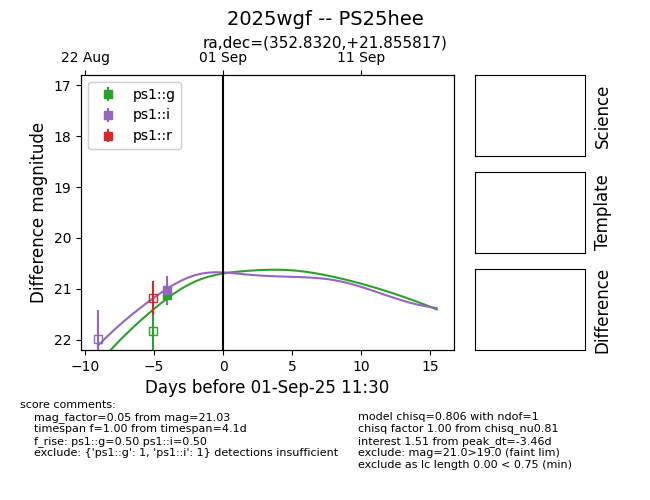 2025wgf -- PS25hee
ra,dec=(352.8320,+21.855817)
22 Aug 01 Sep 11 Sep
ps1::g
ps1::i
ps1::r
17
18
19
20
21
22
Difference magnitude
−10 −5 0 5 10 15
Days before 01-Sep-25 11:30
Science
Template
Difference
score comments:
mag_factor=0.05 from mag=21.03
timespan f=1.00 from timespan=4.1d
f_rise: ps1::g=0.50 ps1::i=0.50
exclude: {'ps1::g': 1, 'ps1::i': 1} detections insufficient
model chisq=0.806 with ndof=1
chisq factor 1.00 from chisq_nu0.81
interest 1.51 from peak_dt=-3.46d
exclude: mag=21.0>19.0 (faint lim)
exclude as lc length 0.00 < 0.75 (min)